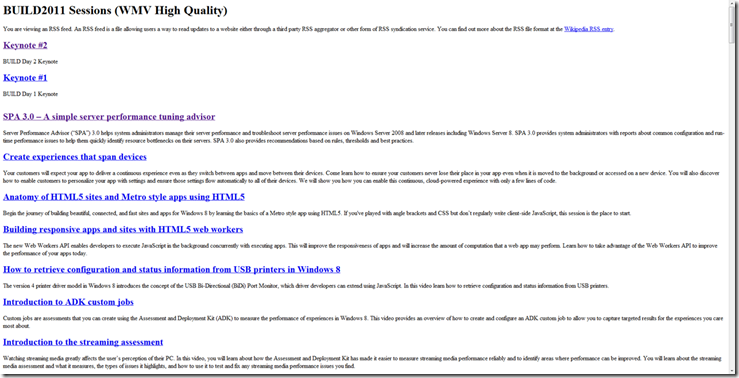 BUILD2011 Sessions (WMV High Quality)
You are viewing an RSS feed. An RSS feed is a file allowing users a way to read updates to a website either through a third party RSS aggregator or other form of RSS syndication service. You can find out more about the RSS file format at the Wikipedia RSS entry.
Keynote #2
BUILD Day 2 Keynote
Keynote #1
BUILD Day 1 Keynote
SPA 3.0 – A simple server performance tuning advisor
Server Performance Advisor ("SPA") 3.0 helps system administrators manage their server performance and troubleshoot server performance issues on Windows Server 2008 and later releases including Windows Server 8. SPA 3.0 provides system administrators with reports about common configuration and run-
time performance issues to help them quickly identify resource bottlenecks on their servers. SPA 3.0 also provides recommendations based on rules, thresholds and best practices.
Create experiences that span devices
Your customers will expect your app to deliver a continuous experience even as they switch between apps and move between their devices. Come learn how to ensure your customers never lose their place in your app even when it is moved to the background or accessed on a new device. You will also discover
how to enable customers to personalize your app with settings and ensure those settings flow automatically to all of their devices. We will show you how you can enable this continuous, cloud-powered experience with only a few lines of code.
Anatomy of HTML5 sites and Metro style apps using HTML5
Begin the journey of building beautiful, connected, and fast sites and apps for Windows 8 by learning the basics of a Metro style app using HTML5. If you've played with angle brackets and CSS but don't regularly write client-side JavaScript, this session is the place to start.
Building responsive apps and sites with HTML5 web workers
The new Web Workers API enables developers to execute JavaScript in the background concurrently with executing apps. This will improve the responsiveness of apps and will increase the amount of computation that a web app may perform. Learn how to take advantage of the Web Workers API to improve
the performance of your apps today.
How to retrieve configuration and status information from USB printers in Windows 8
The version 4 printer driver model in Windows 8 introduces the concept of the USB Bi-Directional (BiDi) Port Monitor, which driver developers can extend using JavaScript. In this video learn how to retrieve configuration and status information from USB printers.
Introduction to ADK custom jobs
Custom jobs are assessments that you can create using the Assessment and Deployment Kit (ADK) to measure the performance of experiences in Windows 8. This video provides an overview of how to create and configure an ADK custom job to allow you to capture targeted results for the experiences you care
most about.
Introduction to the streaming assessment
Watching streaming media greatly affects the user's perception of their PC. In this video, you will learn about how the Assessment and Deployment Kit has made it easier to measure streaming media performance reliably and to identify areas where performance can be improved. You will learn about the streaming
assessment and what it measures, the types of issues it highlights, and how to use it to test and fix any streaming media performance issues you find.